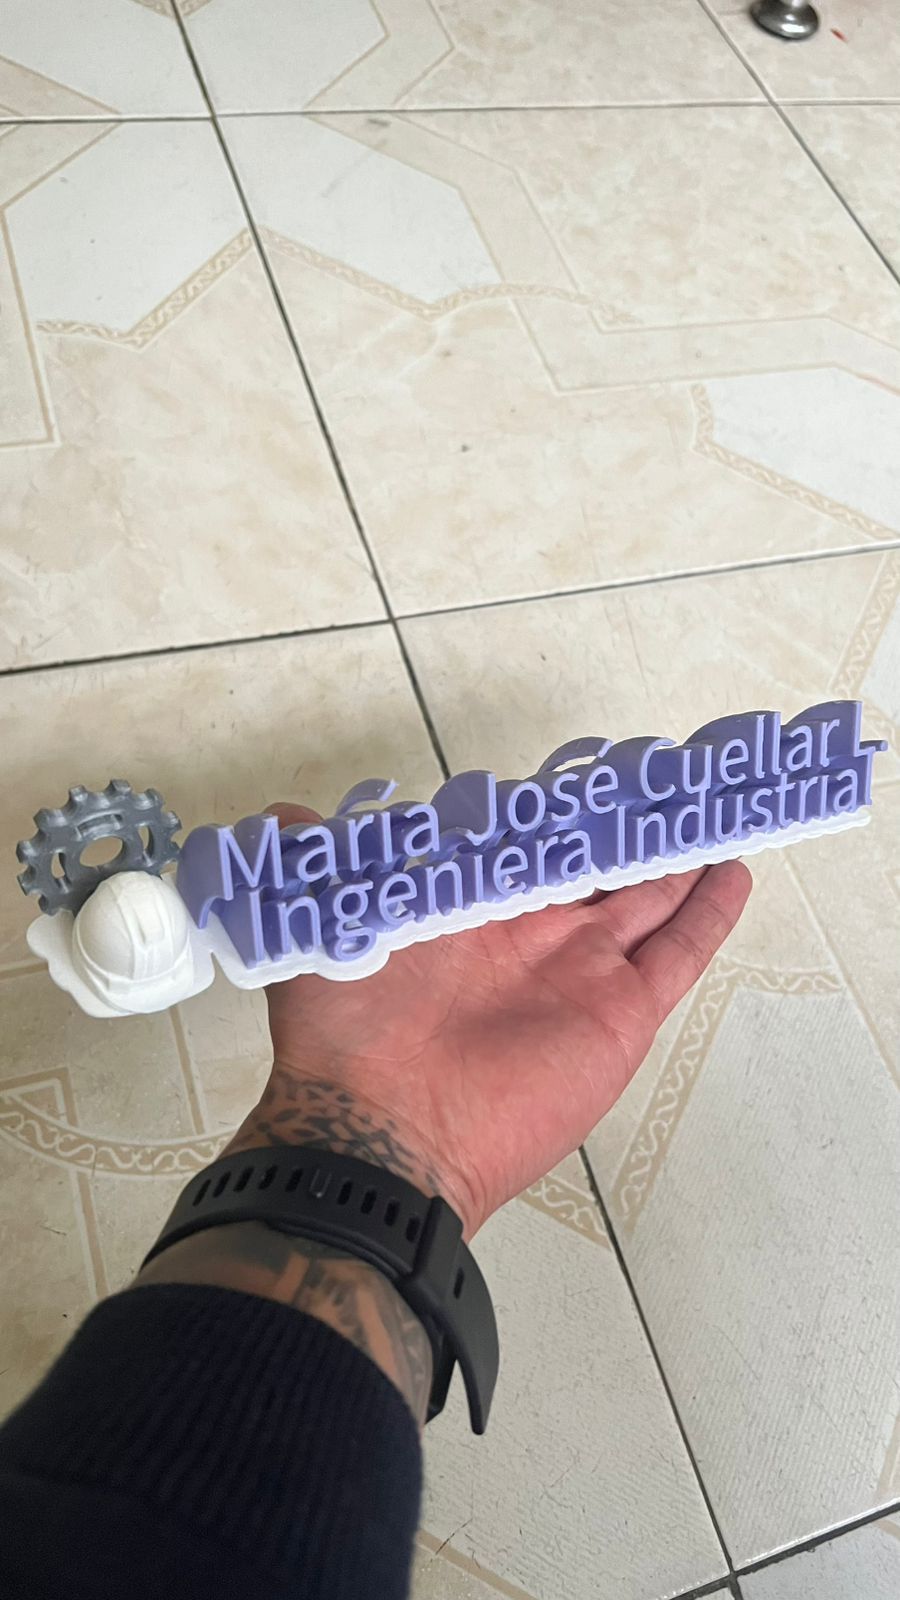 María José Cuellar L.
Ingeniera Industrial